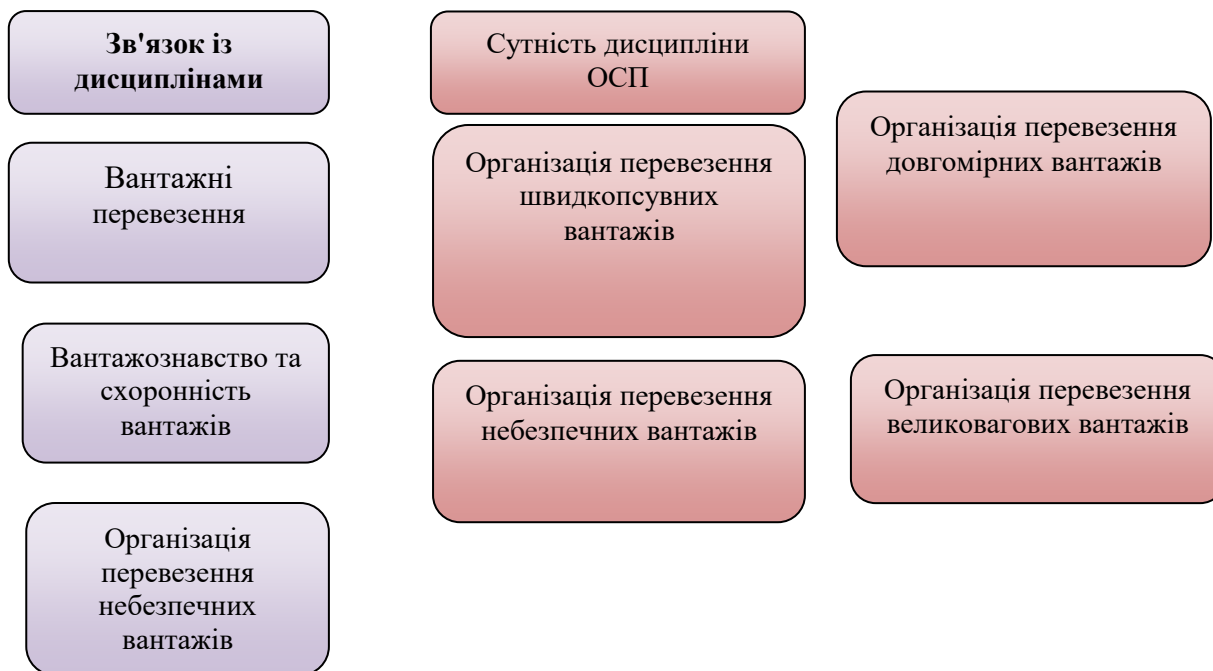 Зв'язок із
дисциплінами
Вантажні
перевезення
Вантажознавство та
схоронність
вантажів
Організація
перевезення
небезпечних
вантажів
Сутність дисципліни
ОСП
Організація перевезення
швидкопсувних
вантажів
Організація перевезення
небезпечних вантажів
Організація перевезення
довгомірних вантажів
Організація перевезення
великовагових вантажів